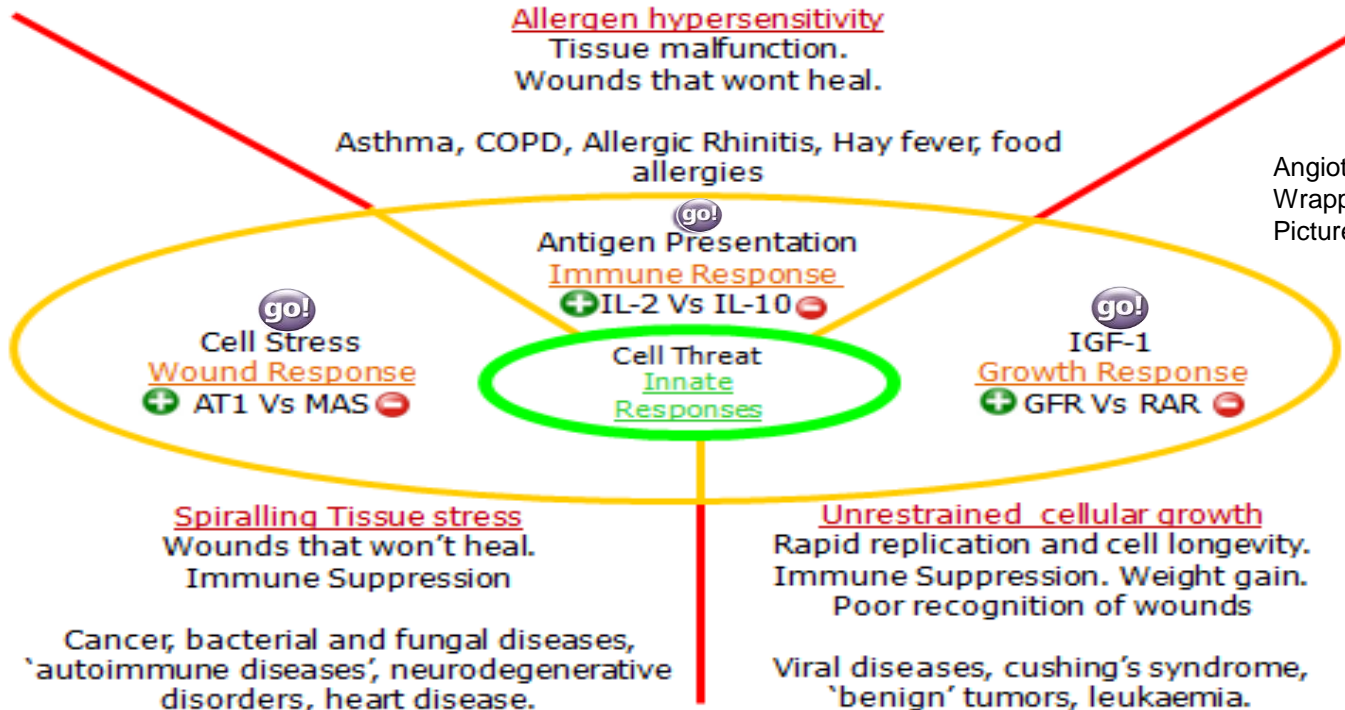 Allergen hypersensitivity
Tissue malfunction.
Wounds that wont heal.
Asthma, COPD, Allergic Rhinitis, Hay fever, food
allergies
Angiot
Wrapp
Picture
go!
Antigen Presentation
Immune Response
+ IL-2 Vs IL-10 -
go!
Cell Stress
Wound Response
+ AT1 Vs MAS -
Cell Threat
Innate
Responses
go!
IGF-1
Growth Response
+ GFR Vs RAR -
Spiralling Tissue stress
Wounds that won’t heal.
Immune Suppression
Cancer, bacterial and fungal diseases,
‘autoimmune diseases’, neurodegenerative
disorders, heart disease.
Unrestrained cellular growth
Rapid replication and cell longevity.
Immune Suppression. Weight gain.
Poor recognition of wounds
Viral diseases, cushing’s syndrome,
‘benign’ tumors, leukaemia.